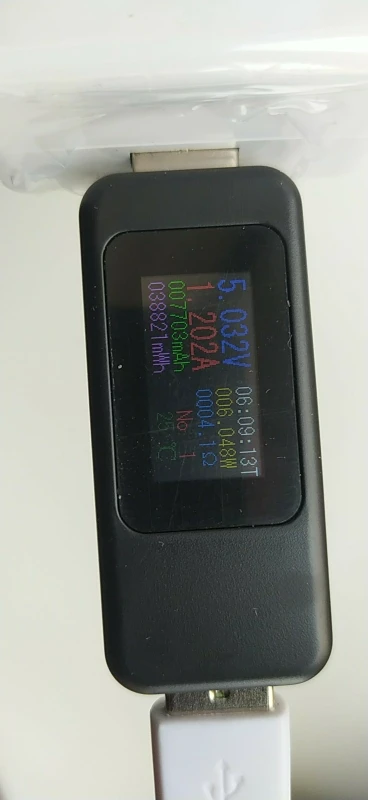 5.032V 06:09:13T
1.202A 006.048W
007703mAh 0004.1Ω
038821mWh No 1
25℃